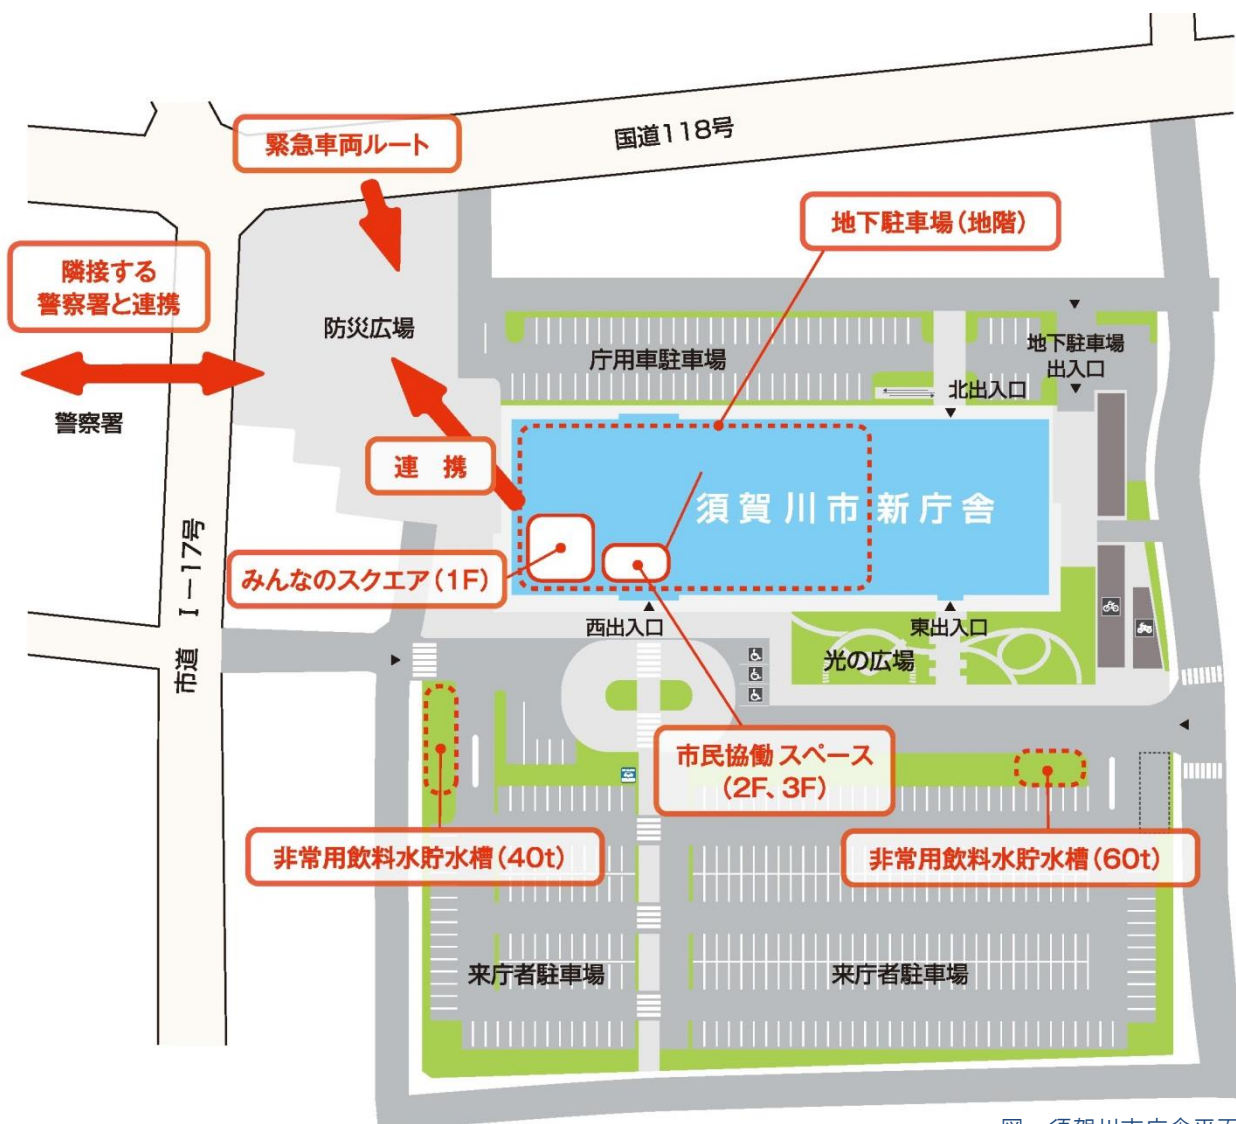 緊急車両ルート
国道118号
地下駐車場(地階)
隣接する
警察署と連携
防災広場
庁用車駐車場
地下駐車場
出入口
北出入口
警察署
連 携
須賀川市新庁舎
市道 I-17号
みんなのスクエア(1F)
西出入口
東出入口
光の広場
市民協働スペース
(2F、3F)
非常用飲料水貯水槽(40t)
非常用飲料水貯水槽(60t)
来庁者駐車場
来庁者駐車場